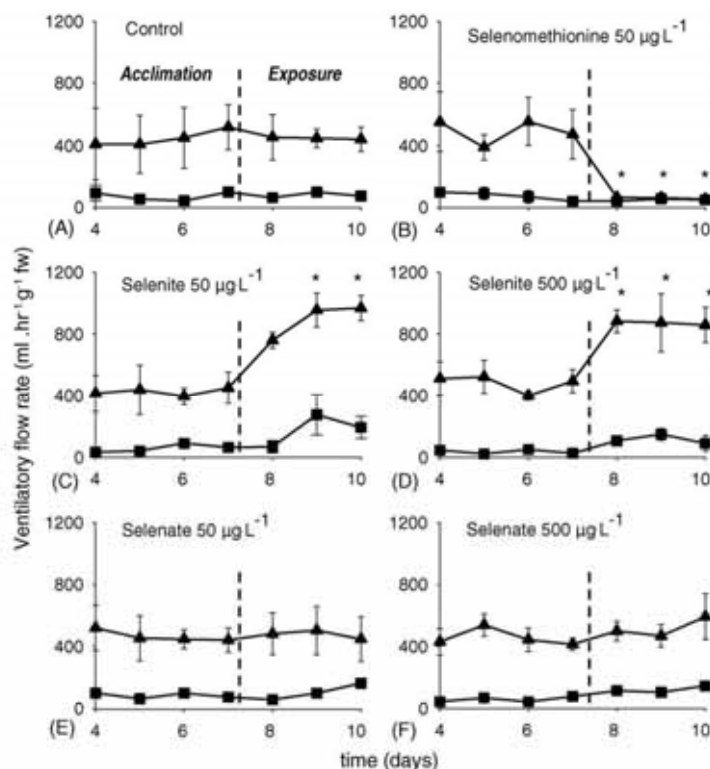 Ventilatory flow rate (ml .hr⁻¹ g⁻¹ fw)
1200
800
400
0
Control
Acclimation Exposure
(A)
4 6 8 10
1200
800
400
0
Selenomethionine 50 µg L⁻¹
* * *
(B)
4 6 8 10
1200
800
400
0
Selenite 50 µg L⁻¹
* *
(C)
4 6 8 10
1200
800
400
0
Selenite 500 µg L⁻¹
* * *
(D)
4 6 8 10
1200
800
400
0
Selenate 50 µg L⁻¹
(E)
4 6 8 10
1200
800
400
0
Selenate 500 µg L⁻¹
(F)
4 6 8 10
time (days)